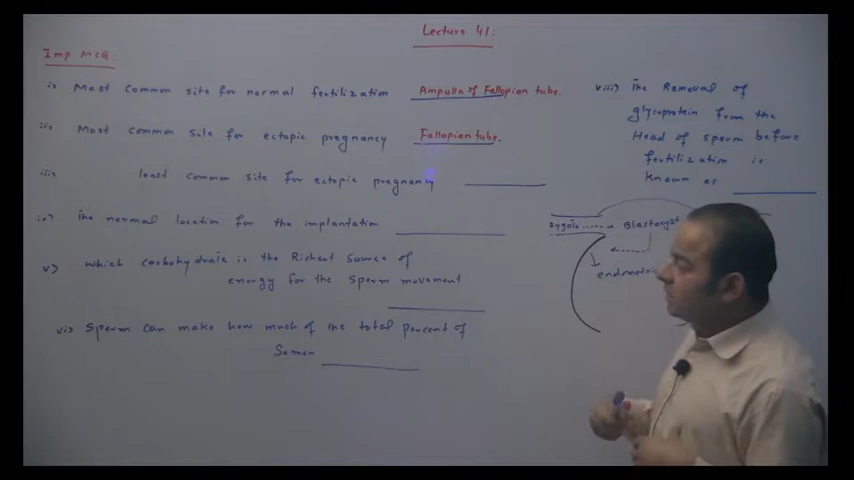 Lecture 41:
Imp MCQ:
i) Most common site for normal fertilization Ampulla of Fallopian tube.
ii) Most common site for ectopic pregnancy Fallopian tube.
iii) least common site for ectopic pregnancy
iv) The normal location for the implantation
v) which carbohydrate is the Richest Source of
energy for the sperm movement
vi) Sperm can make how much of the total percent of
Semen
viii) The Removal of
glycoprotein from the
Head of sperm before
fertilization is
known as
zygote Blastocyst